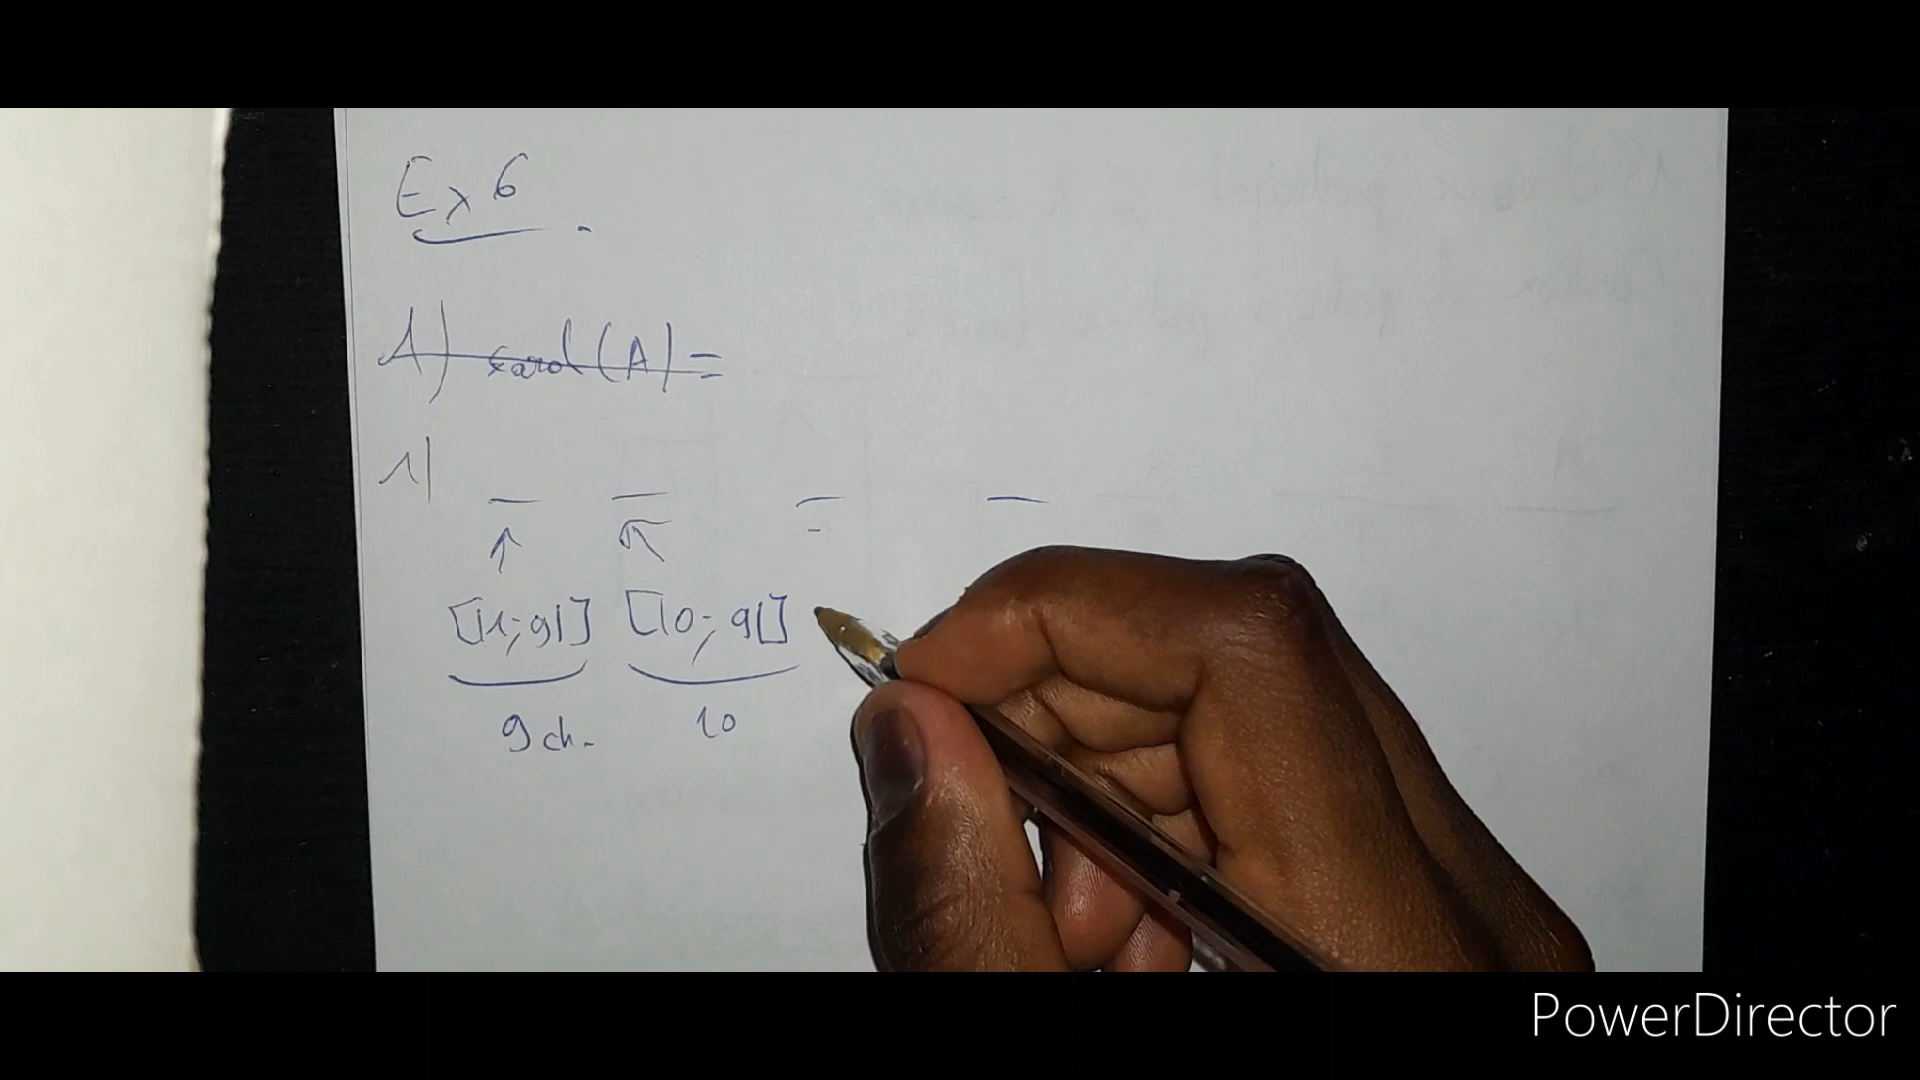 Ex 6
1) card(A) =
1)
[|1; 9|] [|0; 9|]
9 ch. 10
PowerDirector